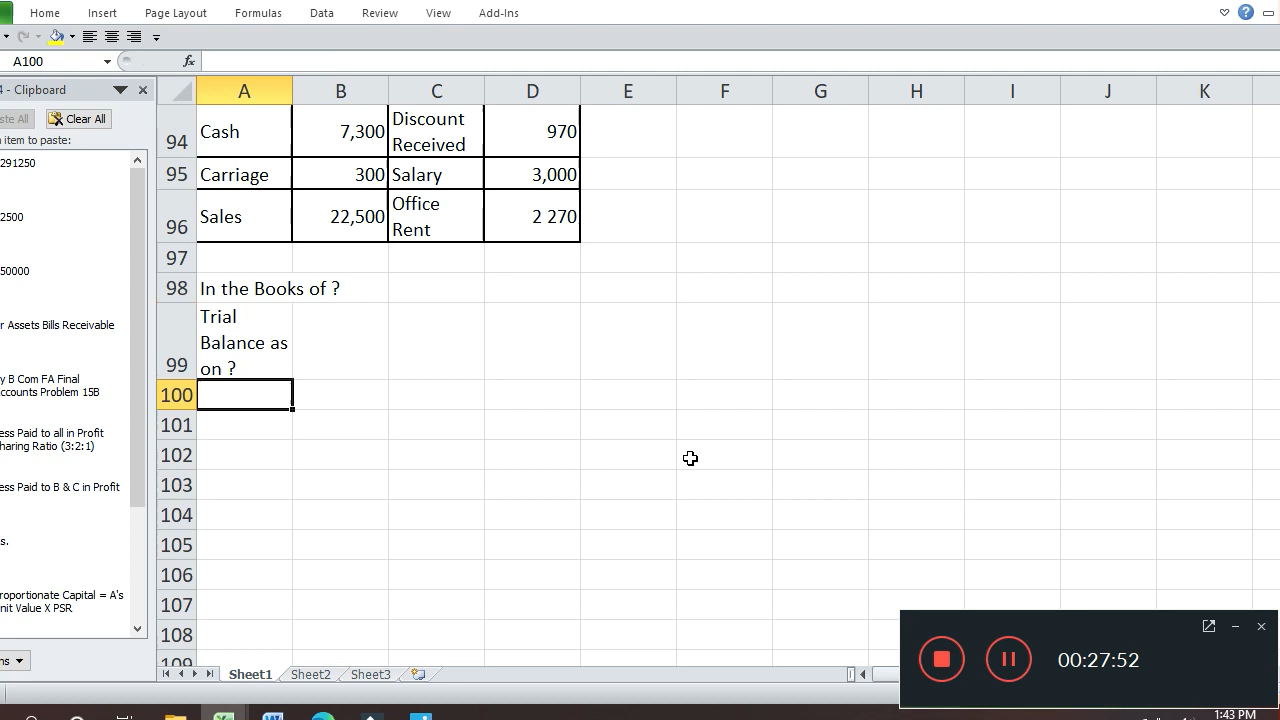 Home Insert Page Layout Formulas Data Review View Add-Ins
A100 fx
4 - Clipboard A B C D E F G H I J K
ste All Clear All
item to paste:
94 Cash 7,300 Discount Received 970
291250
95 Carriage 300 Salary 3,000
2500
96 Sales 22,500 Office Rent 2 270
97
50000
98 In the Books of ?
r Assets Bills Receivable
99 Trial Balance as on ?
y B Com FA Final
ccounts Problem 15B
100
101
ess Paid to all in Profit
haring Ratio (3:2:1)
102
103
ess Paid to B & C in Profit
104
105
s.
106
roportionate Capital = A's
nit Value X PSR
107
108
109
ns
Sheet1 Sheet2 Sheet3
00:27:52
1:43 PM